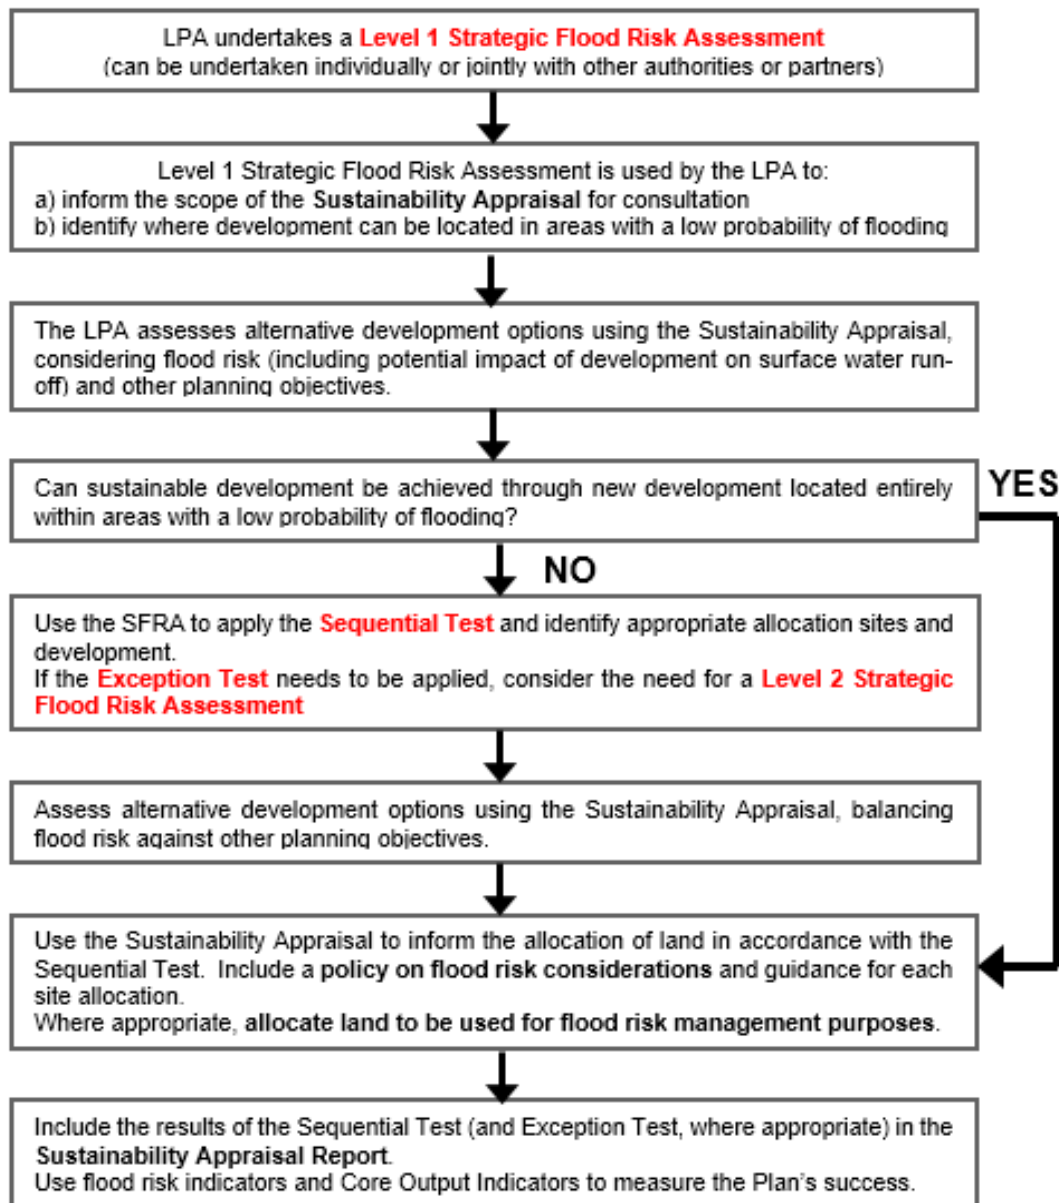 LPA undertakes a Level 1 Strategic Flood Risk Assessment
(can be undertaken individually or jointly with other authorities or partners)
Level 1 Strategic Flood Risk Assessment is used by the LPA to:
a) inform the scope of the Sustainability Appraisal for consultation
b) identify where development can be located in areas with a low probability of flooding
The LPA assesses alternative development options using the Sustainability Appraisal,
considering flood risk (including potential impact of development on surface water run-
off) and other planning objectives.
Can sustainable development be achieved through new development located entirely
within areas with a low probability of flooding?
YES
NO
Use the SFRA to apply the Sequential Test and identify appropriate allocation sites and
development.
If the Exception Test needs to be applied, consider the need for a Level 2 Strategic
Flood Risk Assessment
Assess alternative development options using the Sustainability Appraisal, balancing
flood risk against other planning objectives.
Use the Sustainability Appraisal to inform the allocation of land in accordance with the
Sequential Test. Include a policy on flood risk considerations and guidance for each
site allocation.
Where appropriate, allocate land to be used for flood risk management purposes.
Include the results of the Sequential Test (and Exception Test, where appropriate) in the
Sustainability Appraisal Report.
Use flood risk indicators and Core Output Indicators to measure the Plan's success.